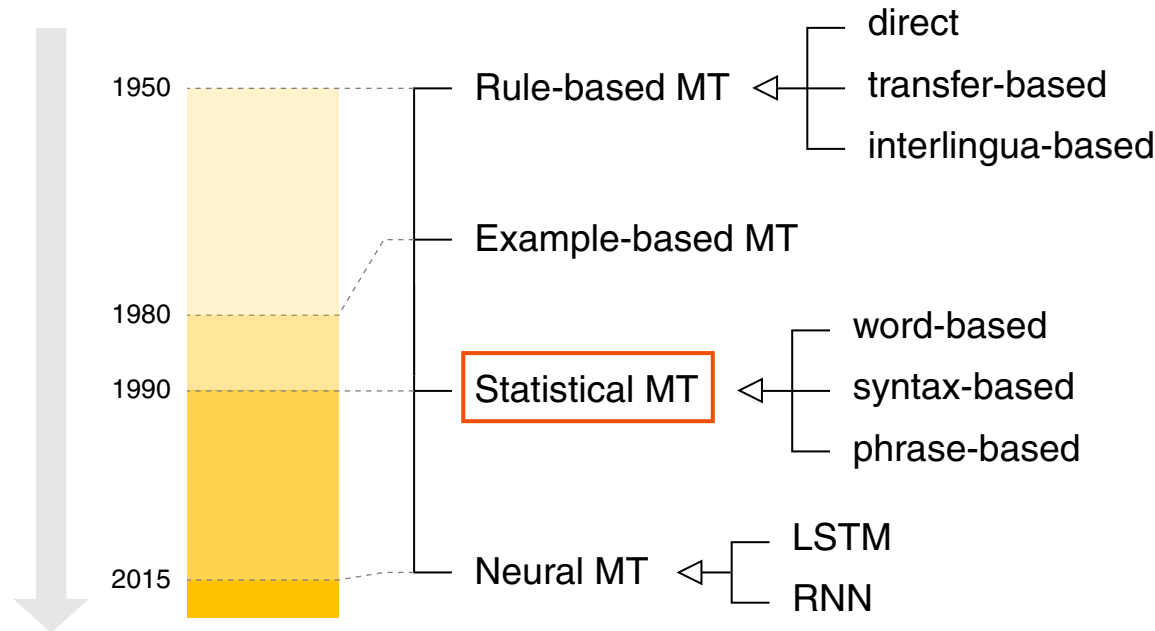 direct
1950
Rule-based MT
transfer-based
interlingua-based
Example-based MT
1980
word-based
1990
Statistical MT
syntax-based
phrase-based
LSTM
2015
Neural MT
RNN